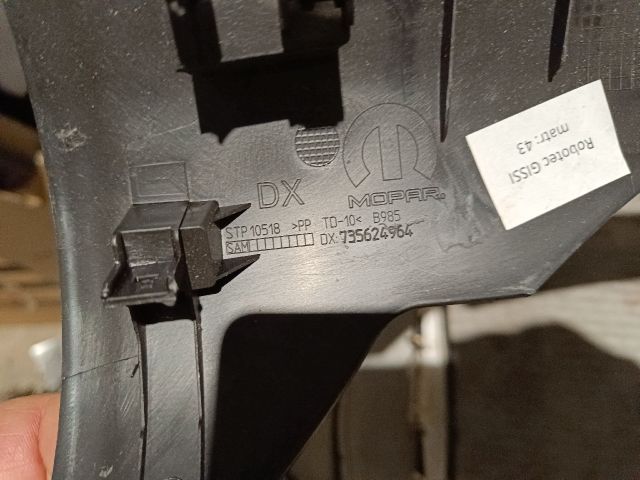 DX
MOPAR
STP 10518 >PP TD-10< B985
SAM DX: 735624964
Robotec GISSI
matr: 43